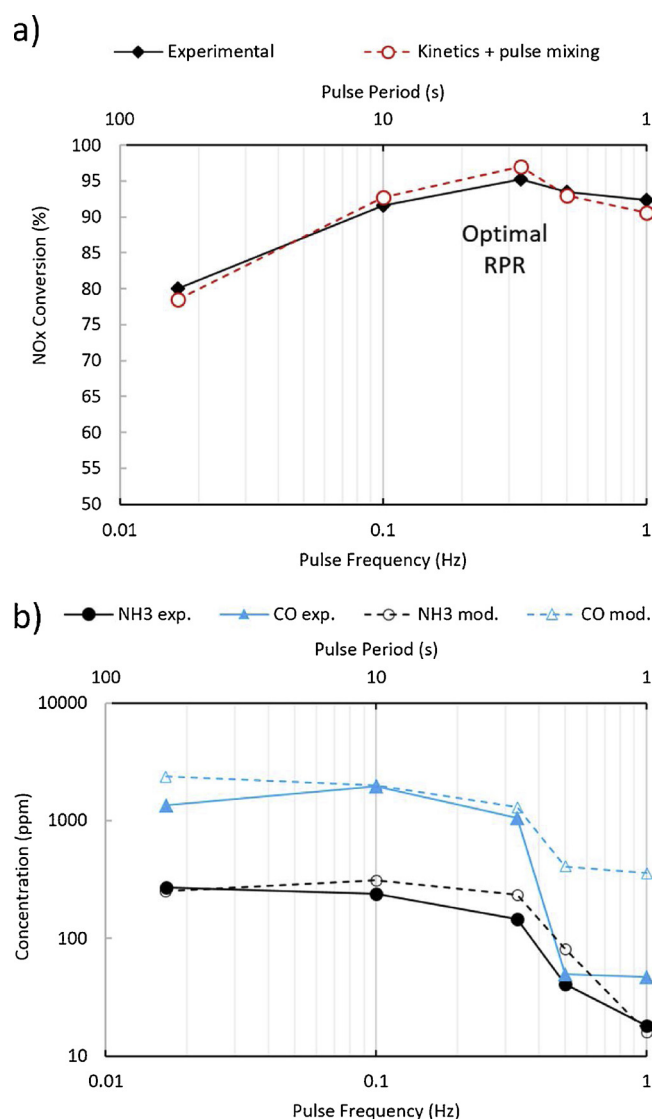 a)
Experimental Kinetics + pulse mixing
Pulse Period (s)
100 10 1
100
95
90
85
80
75
70
65
60
55
50
NOx Conversion (%)
Optimal
RPR
0.01 0.1 1
Pulse Frequency (Hz)
b)
NH3 exp. CO exp. NH3 mod. CO mod.
Pulse Period (s)
100 10 1
10000
1000
100
10
Concentration (ppm)
0.01 0.1 1
Pulse Frequency (Hz)